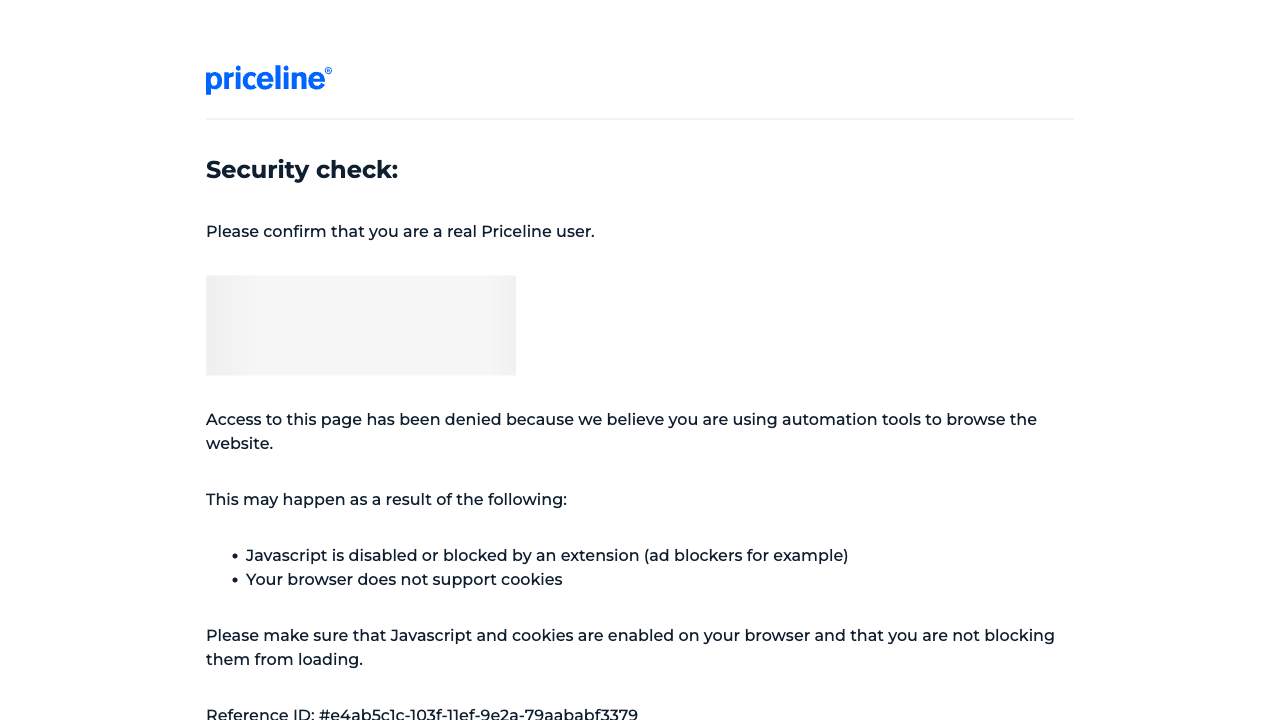 priceline®
Security check:
Please confirm that you are a real Priceline user.
Access to this page has been denied because we believe you are using automation tools to browse the
website.
This may happen as a result of the following:
• Javascript is disabled or blocked by an extension (ad blockers for example)
• Your browser does not support cookies
Please make sure that Javascript and cookies are enabled on your browser and that you are not blocking
them from loading.
Reference ID: #e4ab5c1c-103f-11ef-9e2a-79aababf3379